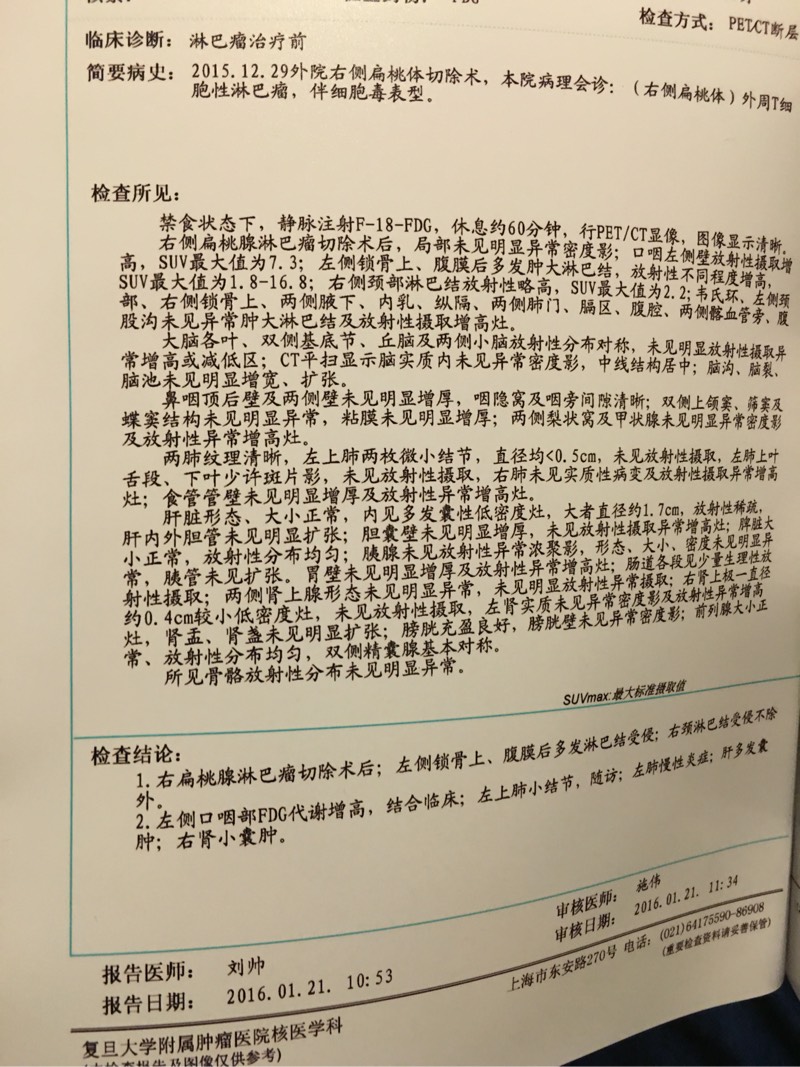 检查方式: PET/CT断层
临床诊断: 淋巴瘤治疗前
简要病史: 2015.12.29外院右侧扁桃体切除术, 本院病理会诊: (右侧扁桃体) 外周T细
胞性淋巴瘤, 伴细胞毒表型。
检查所见:
禁食状态下, 静脉注射F-18-FDG, 休息约60分钟, 行PET/CT显像, 图像显示清晰。
右侧扁桃腺淋巴瘤切除术后, 局部未见明显异常密度影; 口咽左侧壁放射性摄取增
高, SUV最大值为7.3; 左侧锁骨上、腹膜后多发肿大淋巴结, 放射性不同程度增高,
SUV最大值为1.8-16.8; 右侧颈部淋巴结放射性略高, SUV最大值为2.2; 韦氏环、左侧颈
部、右侧锁骨上、两侧腋下、内乳、纵隔、两侧肺门、膈区、腹腔、两侧髂血管旁、腹
股沟未见异常肿大淋巴结及放射性摄取增高灶。
大脑各叶、双侧基底节、丘脑及两侧小脑放射性分布对称, 未见明显放射性摄取异
常增高或减低区; CT平扫显示脑实质内未见异常密度影, 中线结构居中; 脑沟、脑裂、
脑池未见明显增宽、扩张。
鼻咽顶后壁及两侧壁未见明显增厚, 咽隐窝及咽旁间隙清晰; 双侧上颌窦、筛窦及
蝶窦结构未见明显异常, 粘膜未见明显增厚; 两侧梨状窝及甲状腺未见明显异常密度影
及放射性异常增高灶。
两肺纹理清晰, 左上肺两枚微小结节, 直径均<0.5cm, 未见放射性摄取, 左肺上叶
舌段、下叶少许斑片影, 未见放射性摄取, 右肺未见实质性病变及放射性摄取异常增高
灶; 食管管壁未见明显增厚及放射性异常增高灶。
肝脏形态、大小正常, 内见多发囊性低密度灶, 大者直径约1.7cm, 放射性稀疏,
肝内外胆管未见明显扩张; 胆囊壁未见明显增厚, 未见放射性摄取异常增高灶; 脾脏大
小正常, 放射性分布均匀; 胰腺未见放射性异常浓聚影, 形态、大小、密度未见明显异
常, 胰管未见扩张。胃壁未见明显增厚及放射性异常增高灶; 肠道各段见少量生理性放
射性摄取; 两侧肾上腺形态未见明显异常, 未见明显放射性异常摄取; 右肾上极一直径
约0.4cm较小低密度灶, 未见放射性摄取, 左肾实质未见异常密度影及放射性异常增高
灶, 肾盂、肾盏未见明显扩张; 膀胱充盈良好, 膀胱壁未见异常密度影; 前列腺大小正
常、放射性分布均匀, 双侧精囊腺基本对称。
所见骨骼放射性分布未见明显异常。
SUVmax:最大标准摄取值
检查结论:
1. 右扁桃腺淋巴瘤切除术后; 左侧锁骨上、腹膜后多发淋巴结受侵; 右颈淋巴结受侵不除
外。
2. 左侧口咽部FDG代谢增高, 结合临床; 左上肺小结节, 随访; 左肺慢性炎症; 肝多发囊
肿; 右肾小囊肿。
审核医师: 施伟
审核日期: 2016.01.21. 11:34
报告医师: 刘帅
报告日期: 2016.01.21. 10:53
上海市东安路270号 电话: (021)64175590-86908
(重要检查资料请妥善保管)
复旦大学附属肿瘤医院核医学科
(本检查报告及图像仅供参考)